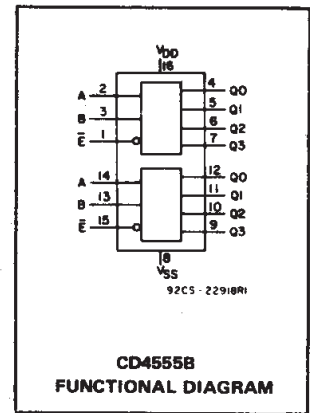 VDD
16
A 2
4 Q0
B 3
5 Q1
E̅ 1
6 Q2
7 Q3
A 14
12 Q0
B 13
11 Q1
E̅ 15
10 Q2
9 Q3
8
VSS
92CS-22918R1
CD4555B
FUNCTIONAL DIAGRAM